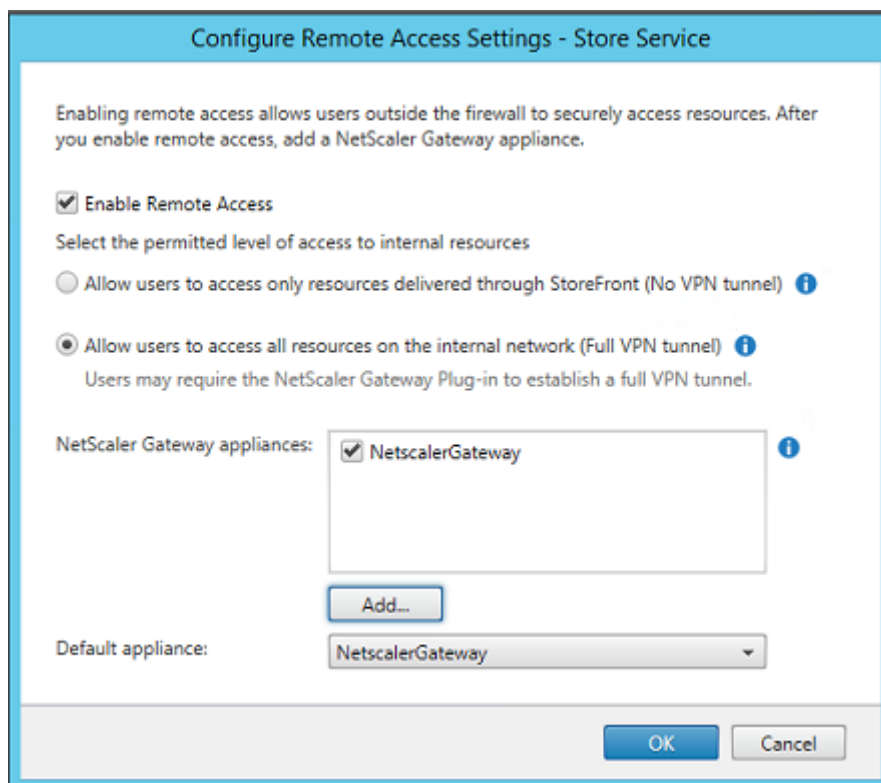 Configure Remote Access Settings - Store Service
Enabling remote access allows users outside the firewall to securely access resources. After
you enable remote access, add a NetScaler Gateway appliance.
Enable Remote Access
Select the permitted level of access to internal resources
Allow users to access only resources delivered through StoreFront (No VPN tunnel)
Allow users to access all resources on the internal network (Full VPN tunnel)
Users may require the NetScaler Gateway Plug-in to establish a full VPN tunnel.
NetScaler Gateway appliances:
NetscalerGateway
Add...
Default appliance:
NetscalerGateway
OK
Cancel